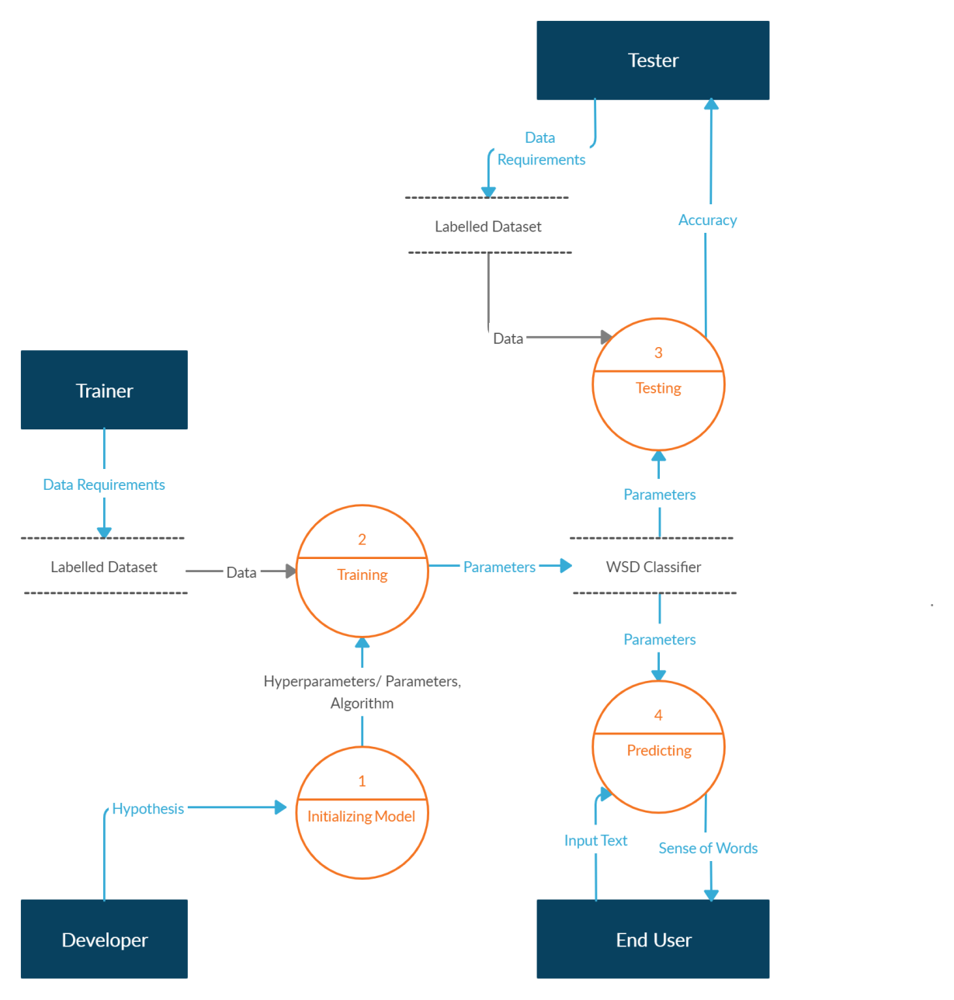 Tester
Data
Requirements
Labelled Dataset
Accuracy
Data
3
Testing
Trainer
Data Requirements
Parameters
2
Training
Labelled Dataset
Data
Parameters
WSD Classifier
Parameters
Hyperparameters/ Parameters,
Algorithm
4
Predicting
1
Initializing Model
Hypothesis
Input Text
Sense of Words
Developer
End User